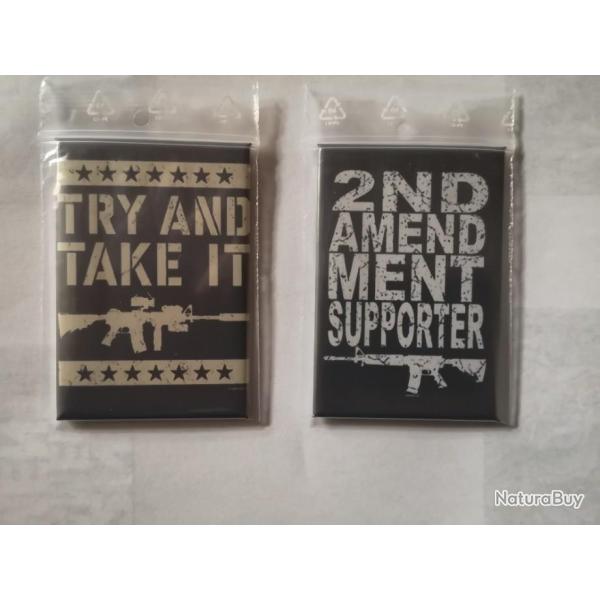 TRY AND
TAKE IT
2ND
AMEND
MENT
SUPPORTER
NaturaBuy